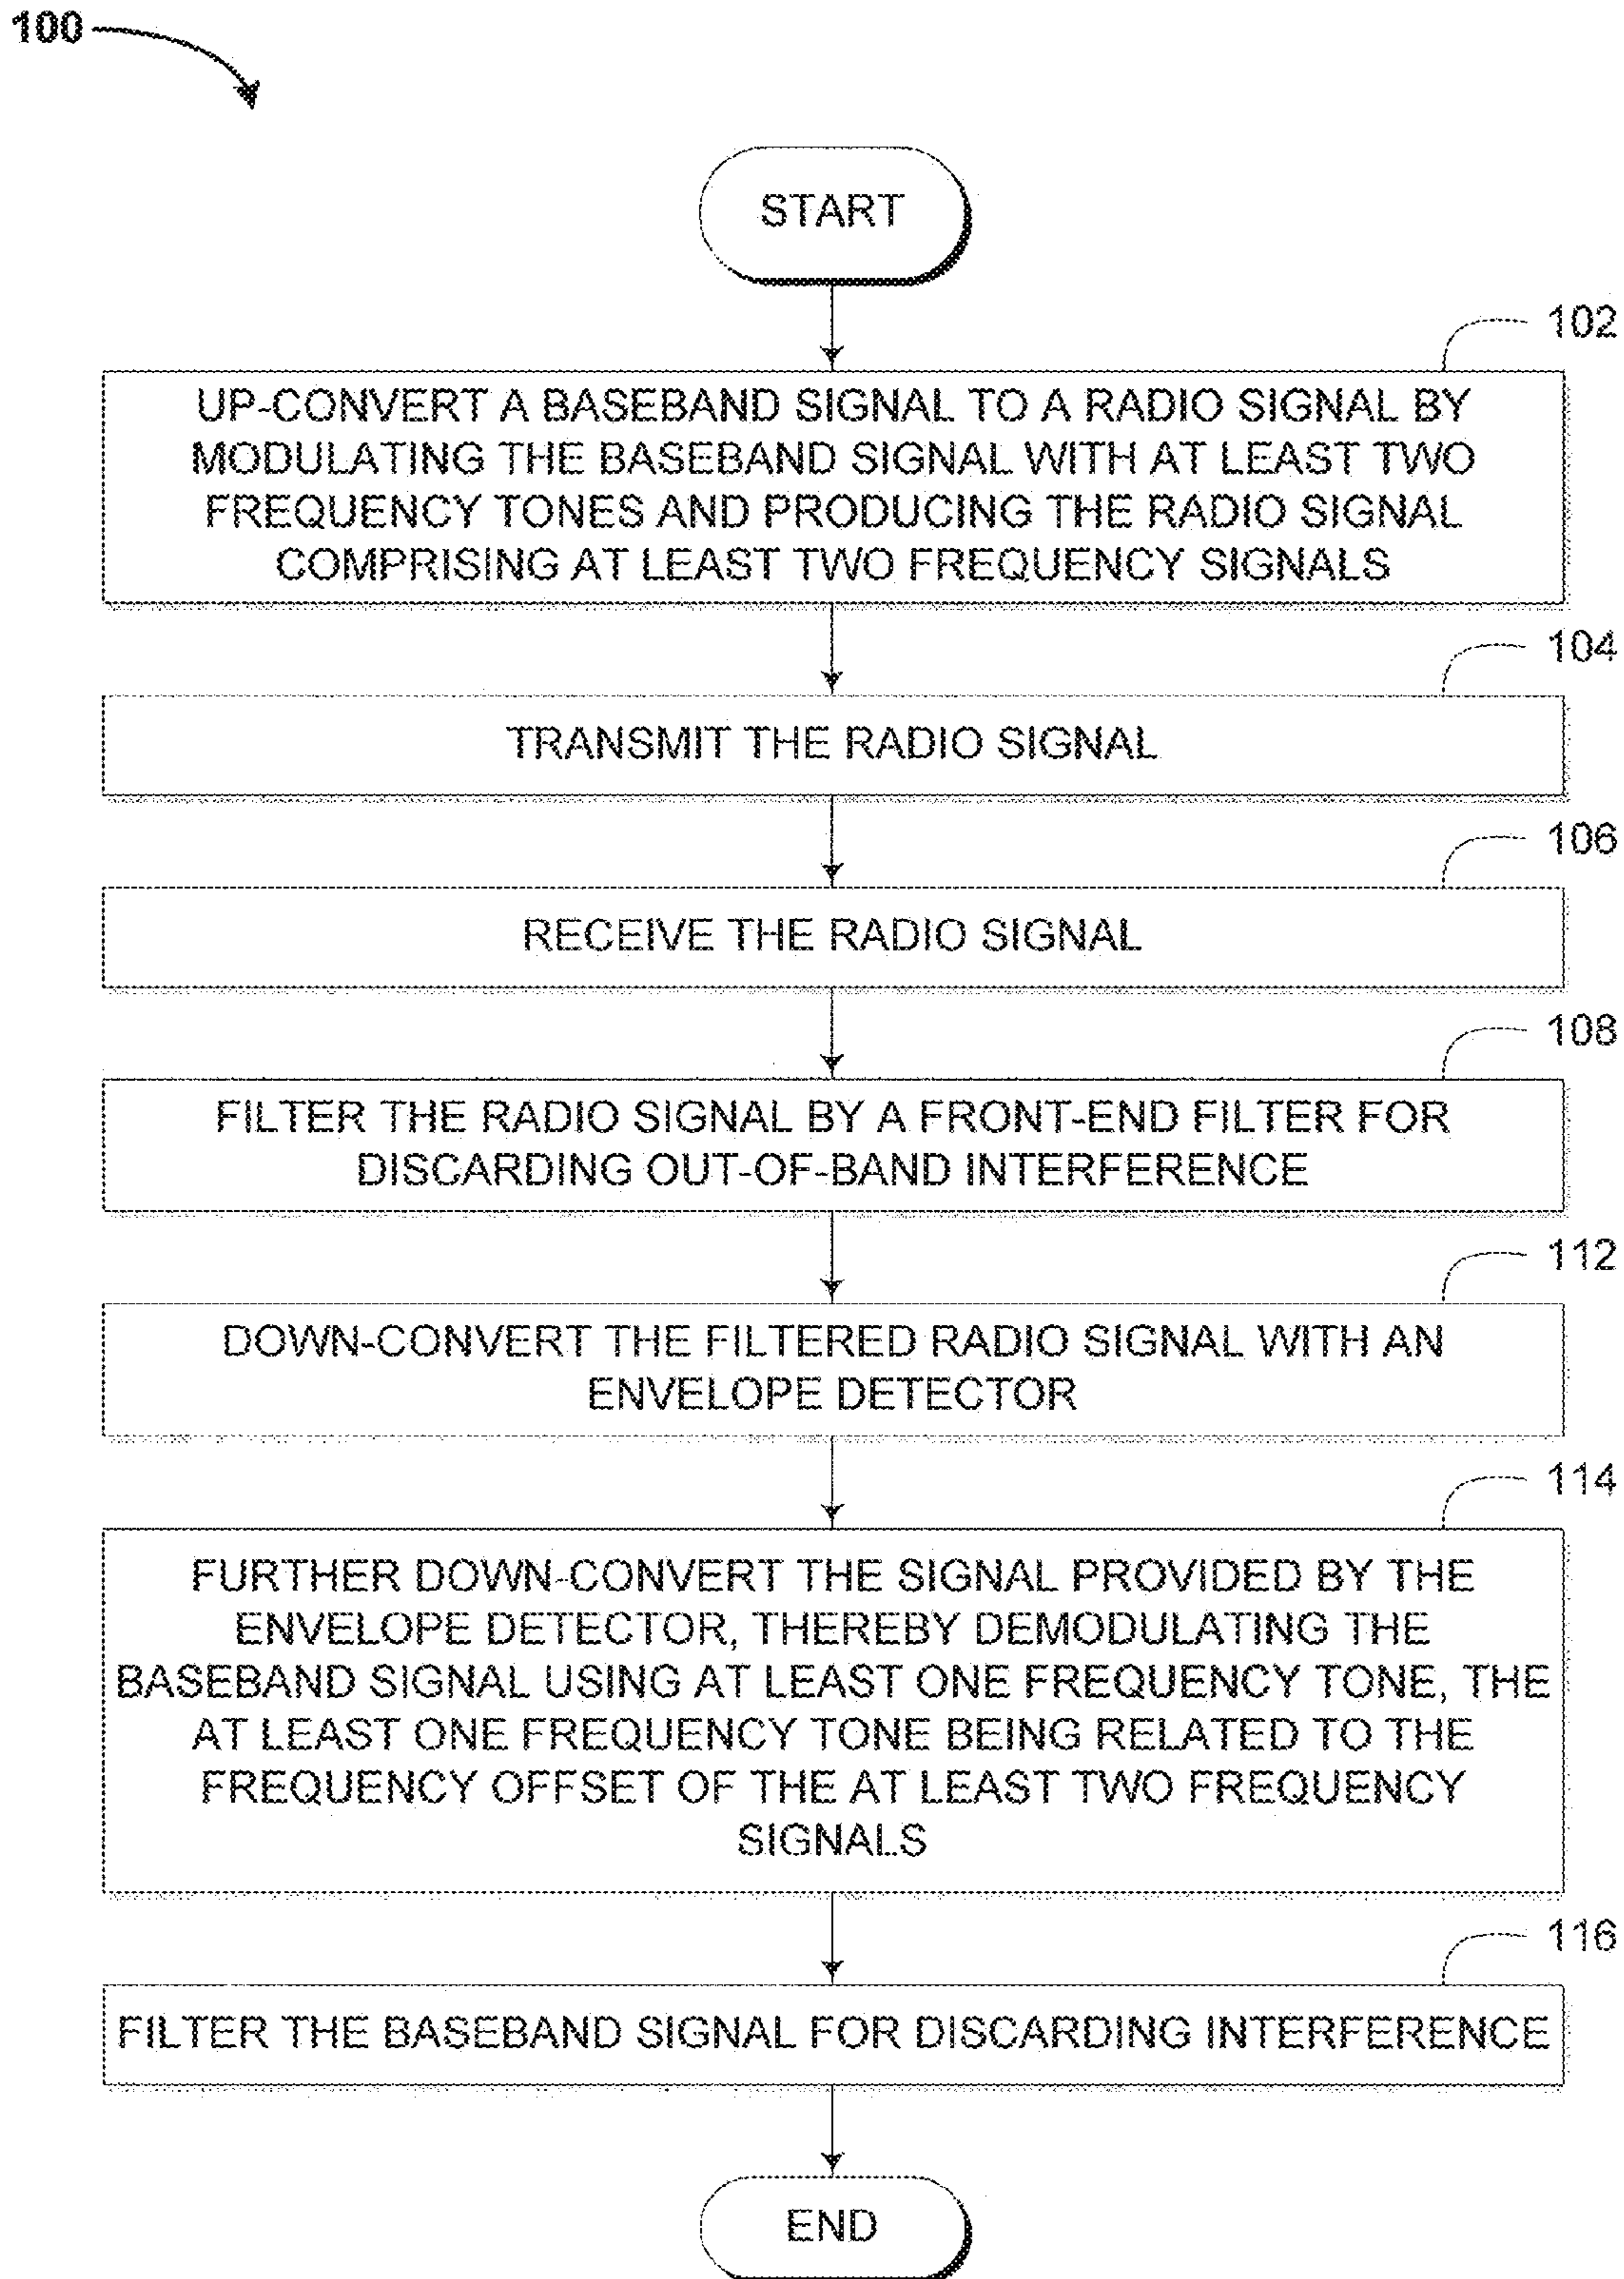 100
START
102
UP-CONVERT A BASEBAND SIGNAL TO A RADIO SIGNAL BY
MODULATING THE BASEBAND SIGNAL WITH AT LEAST TWO
FREQUENCY TONES AND PRODUCING THE RADIO SIGNAL
COMPRISING AT LEAST TWO FREQUENCY SIGNALS
104
TRANSMIT THE RADIO SIGNAL
106
RECEIVE THE RADIO SIGNAL
108
FILTER THE RADIO SIGNAL BY A FRONT-END FILTER FOR
DISCARDING OUT-OF-BAND INTERFERENCE
112
DOWN-CONVERT THE FILTERED RADIO SIGNAL WITH AN
ENVELOPE DETECTOR
114
FURTHER DOWN-CONVERT THE SIGNAL PROVIDED BY THE
ENVELOPE DETECTOR, THEREBY DEMODULATING THE
BASEBAND SIGNAL USING AT LEAST ONE FREQUENCY TONE, THE
AT LEAST ONE FREQUENCY TONE BEING RELATED TO THE
FREQUENCY OFFSET OF THE AT LEAST TWO FREQUENCY
SIGNALS
116
FILTER THE BASEBAND SIGNAL FOR DISCARDING INTERFERENCE
END